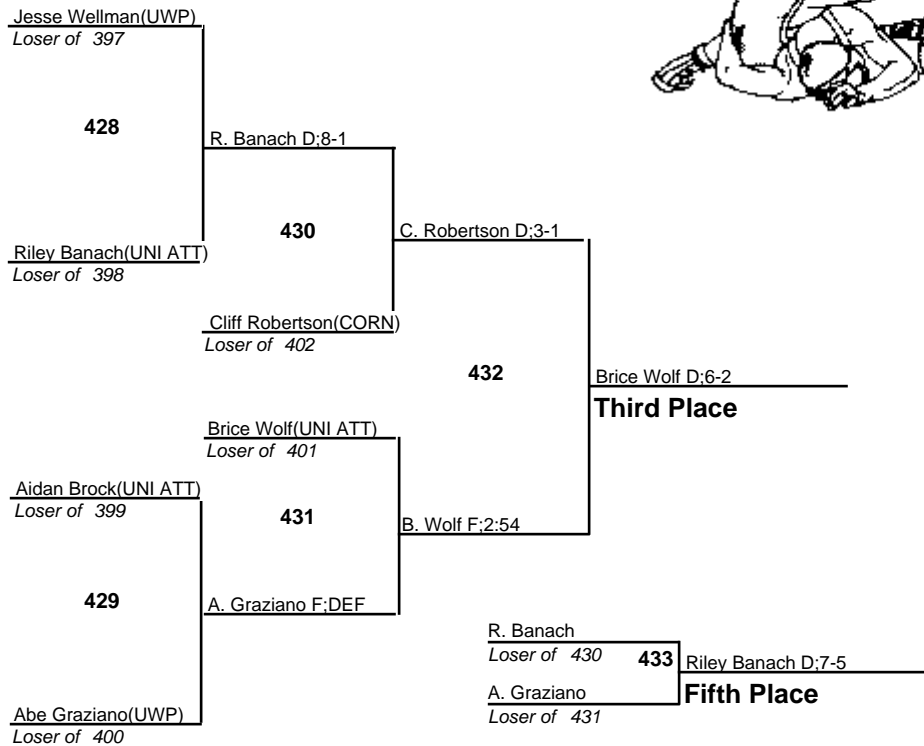 Jesse Wellman(UWP)
Loser of 397
428
R. Banach D;8-1
Riley Banach(UNI ATT)
Loser of 398
430
C. Robertson D;3-1
Cliff Robertson(CORN)
Loser of 402
432
Brice Wolf D;6-2
Third Place
Brice Wolf(UNI ATT)
Loser of 401
Aidan Brock(UNI ATT)
Loser of 399
431
B. Wolf F;2:54
429
A. Graziano F;DEF
Abe Graziano(UWP)
Loser of 400
R. Banach
Loser of 430
433
Riley Banach D;7-5
Fifth Place
A. Graziano
Loser of 431